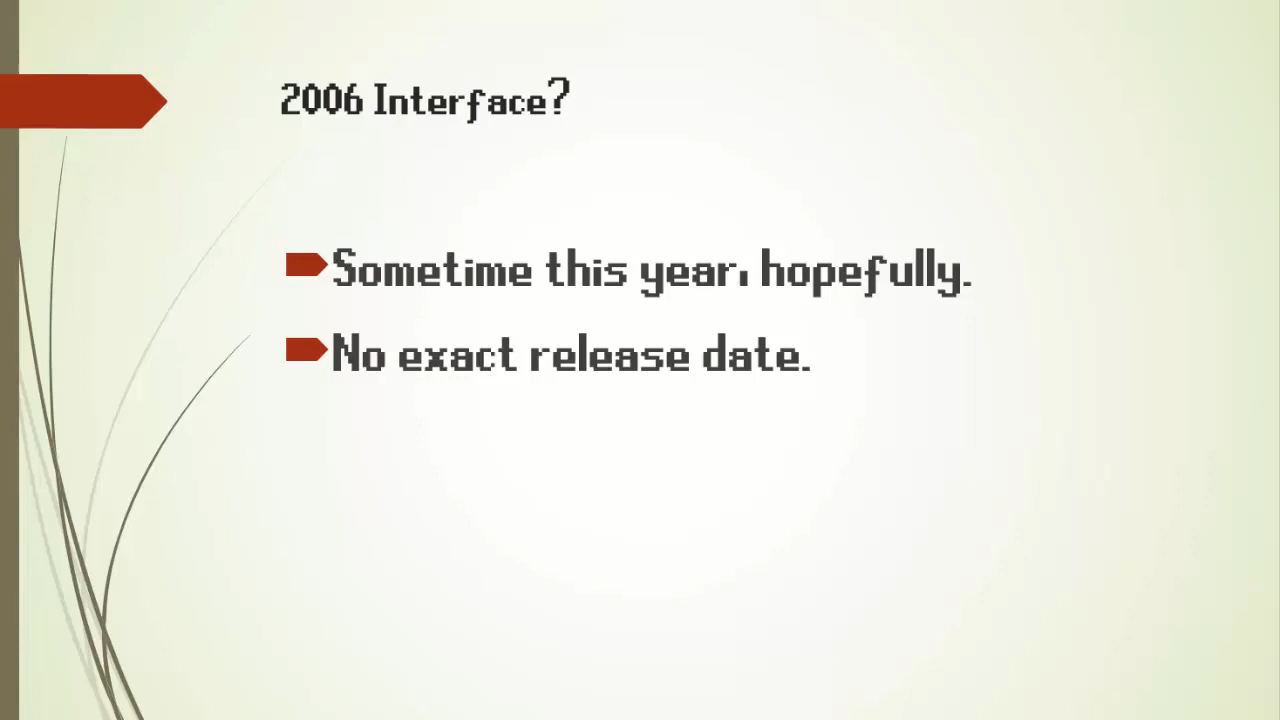 2006 Interface?
Sometime this year, hopefully.
No exact release date.